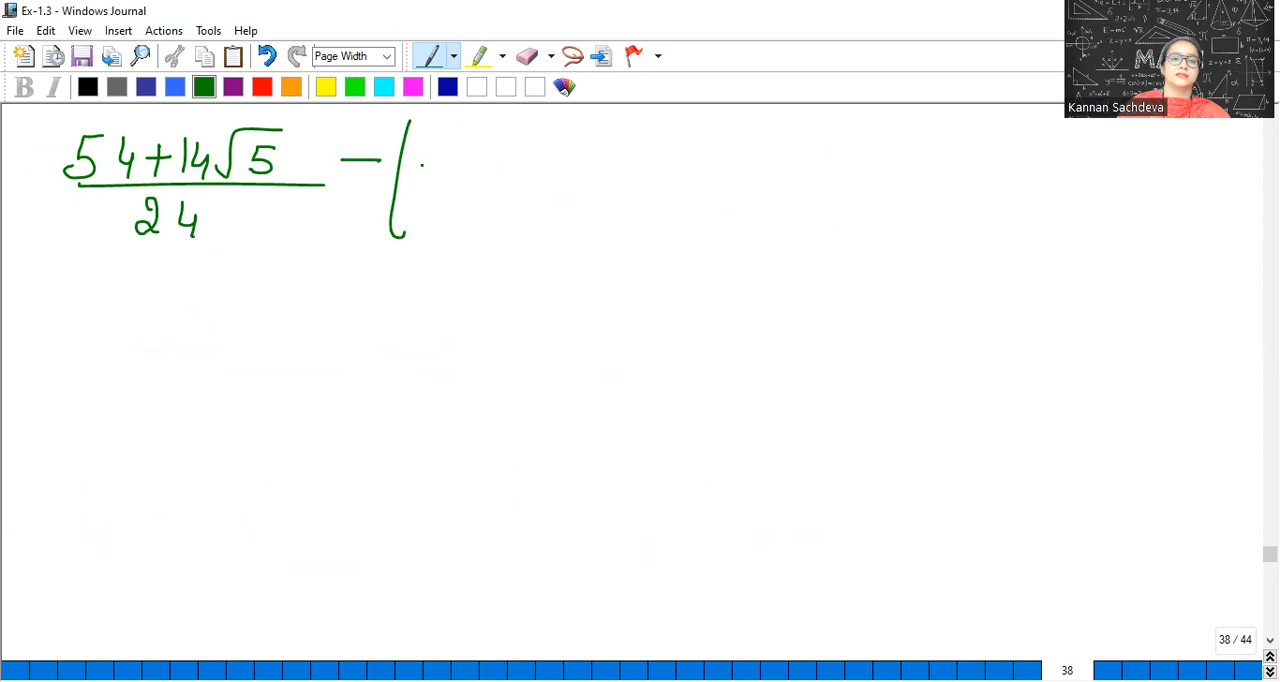 Ex-1.3 - Windows Journal
File Edit View Insert Actions Tools Help
Page Width
B I
Kannan Sachdeva
54+14√5 — (
24
38 / 44
38